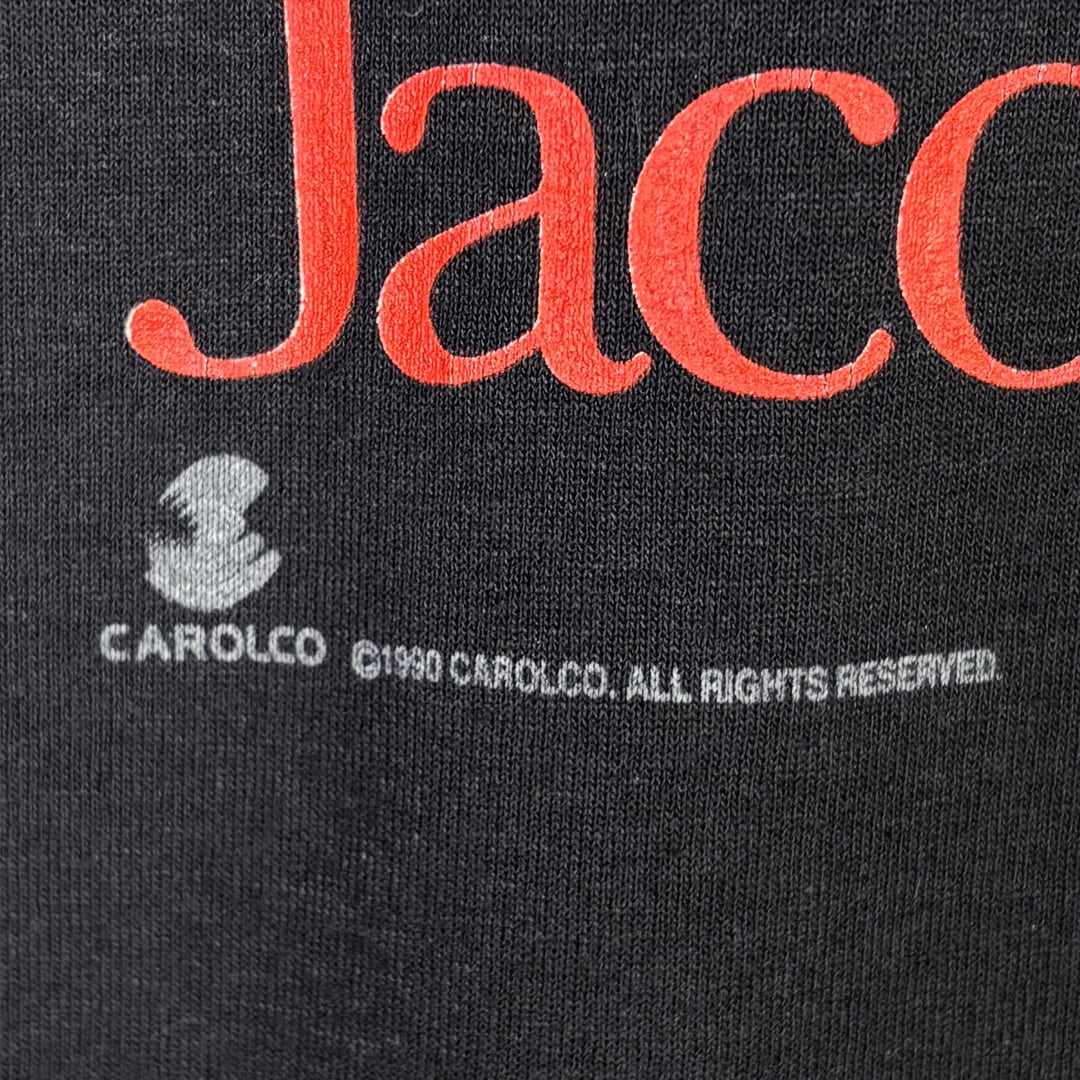 Jaco
CAROLCO ©1990 CAROLCO. ALL RIGHTS RESERVED.